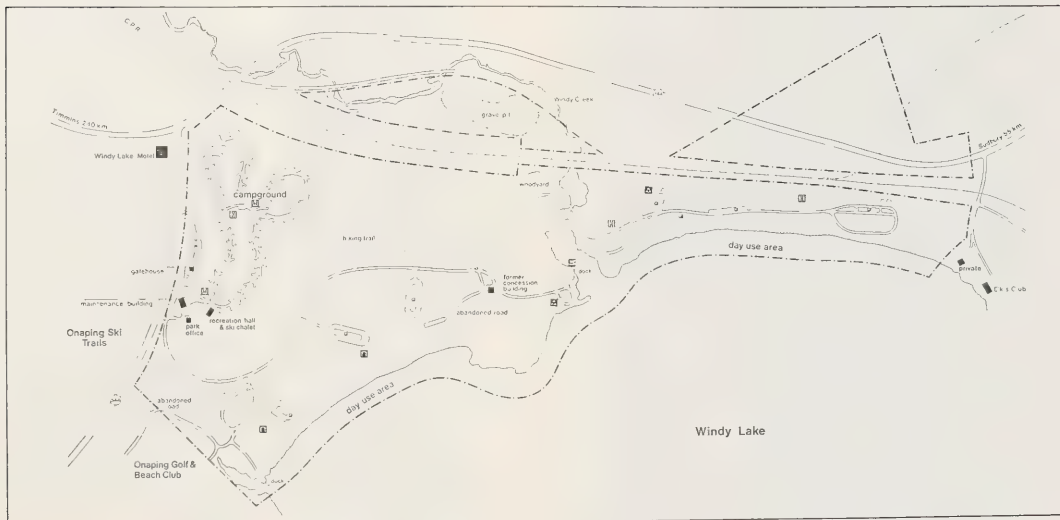 CPR
Timmins 240 km
Windy Lake Motel
Windy Creek
gravel pit
Sudbury 55 km
woodyard
campground
hiking trail
day use area
gatehouse
maintenance building
park
office
recreation hall
& ski chalet
Onaping Ski
Trails
former
concession
building
dock
abandoned road
private
day use area
abandoned
road
Windy Lake
Onaping Golf &
Beach Club
dock